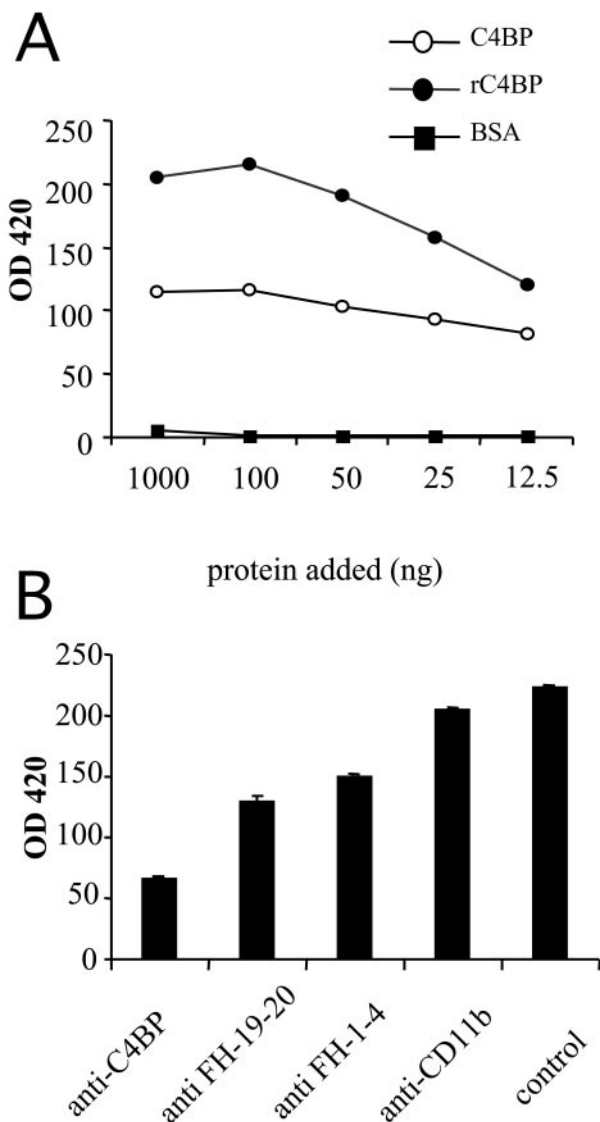 A
C4BP
rC4BP
BSA
250
200
150
100
50
0
OD 420
1000 100 50 25 12.5
protein added (ng)
B
250
200
150
100
50
0
OD 420
anti-C4BP
anti FH-19-20
anti FH-1-4
anti-CD11b
control